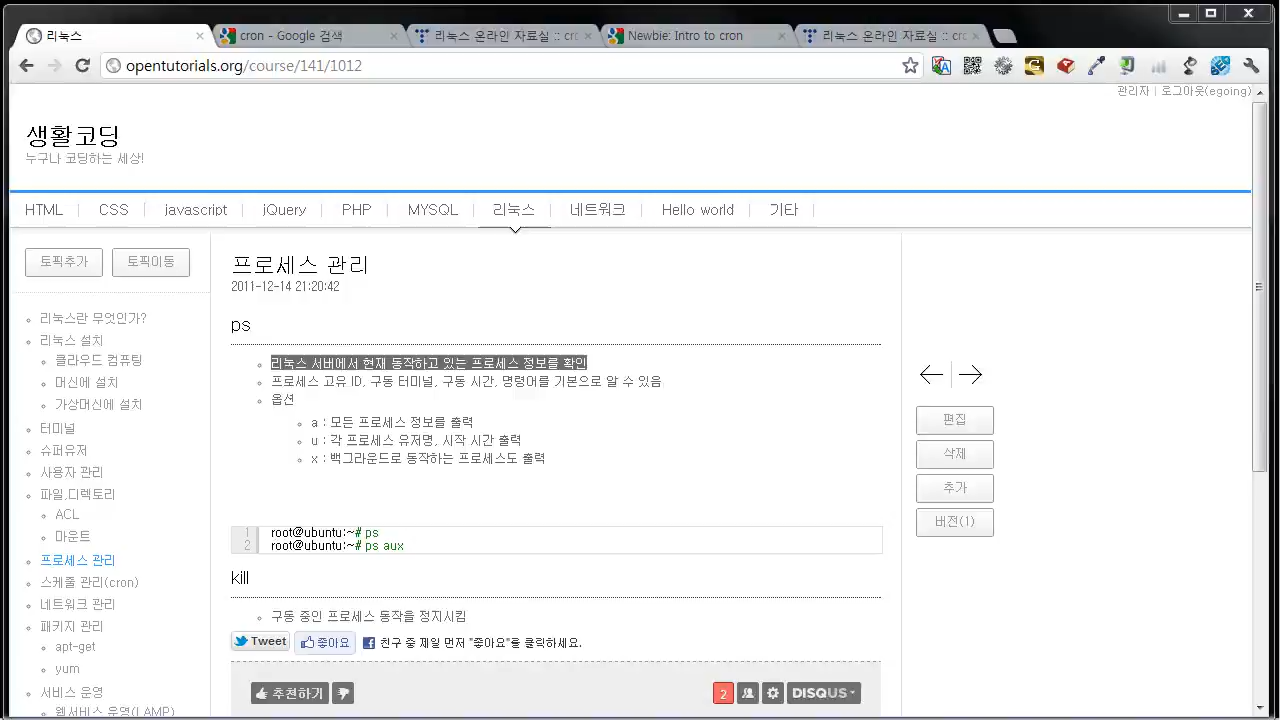 리눅스
cron - Google 검색
리눅스 온라인 자료실 :: crc
Newbie: Intro to cron
리눅스 온라인 자료실 :: crc
opentutorials.org/course/141/1012
관리자 | 로그아웃(egoing)
생활코딩
누구나 코딩하는 세상!
HTML CSS javascript jQuery PHP MYSQL 리눅스 네트워크 Hello world 기타
토픽추가 토픽이동
리눅스란 무엇인가?
리눅스 설치
클라우드 컴퓨팅
머신에 설치
가상머신에 설치
터미널
슈퍼유저
사용자 관리
파일,디렉토리
ACL
마운트
프로세스 관리
스케줄 관리(cron)
네트워크 관리
패키지 관리
apt-get
yum
서비스 운영
웹서비스 운영(LAMP)
프로세스 관리
2011-12-14 21:20:42
ps
리눅스 서버에서 현재 동작하고 있는 프로세스 정보를 확인
프로세스 고유 ID, 구동 터미널, 구동 시간, 명령어를 기본으로 알 수 있음
옵션
a : 모든 프로세스 정보를 출력
u : 각 프로세스 유저명, 시작 시간 출력
x : 백그라운드로 동작하는 프로세스도 출력
1 root@ubuntu:~# ps
2 root@ubuntu:~# ps aux
kill
구동 중인 프로세스 동작을 정지시킴
Tweet 좋아요 친구 중 제일 먼저 "좋아요"를 클릭하세요.
추천하기 2 DISQUS
편집
삭제
추가
버전(1)